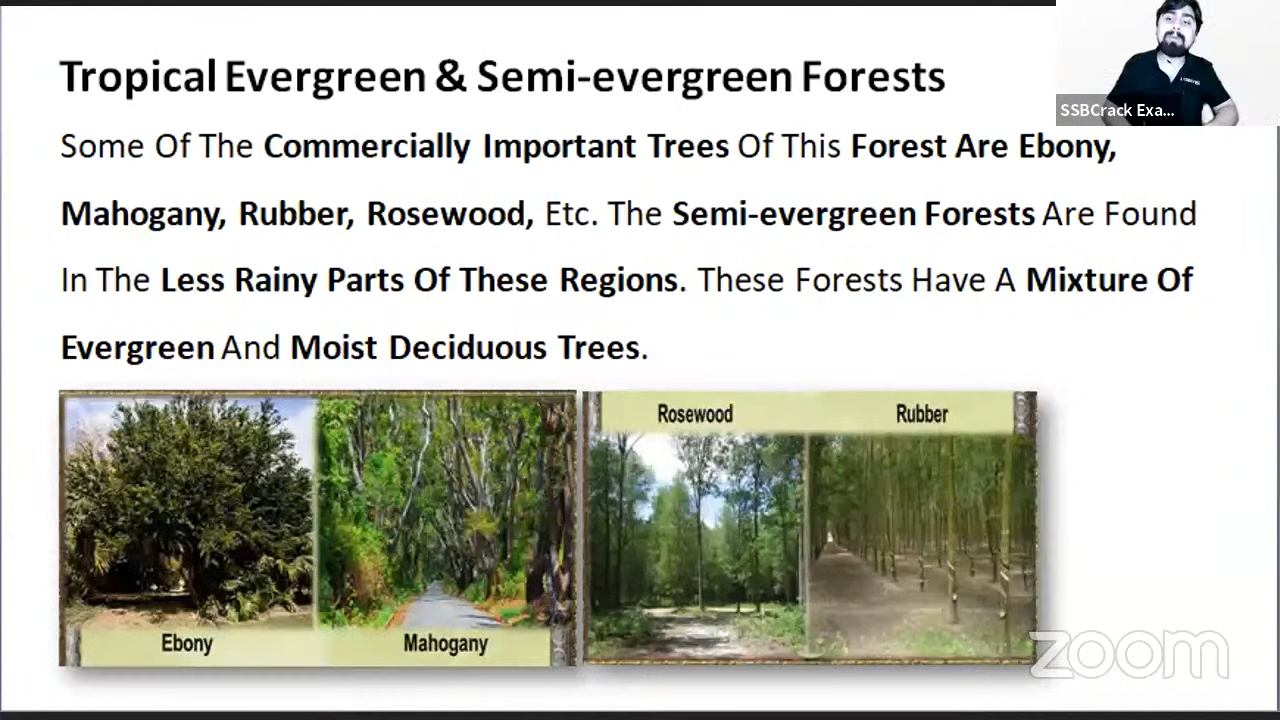 Tropical Evergreen & Semi-evergreen Forests
SSBCrack Exa...
Some Of The Commercially Important Trees Of This Forest Are Ebony,
Mahogany, Rubber, Rosewood, Etc. The Semi-evergreen Forests Are Found
In The Less Rainy Parts Of These Regions. These Forests Have A Mixture Of
Evergreen And Moist Deciduous Trees.
Rosewood Rubber
Ebony Mahogany
zoom